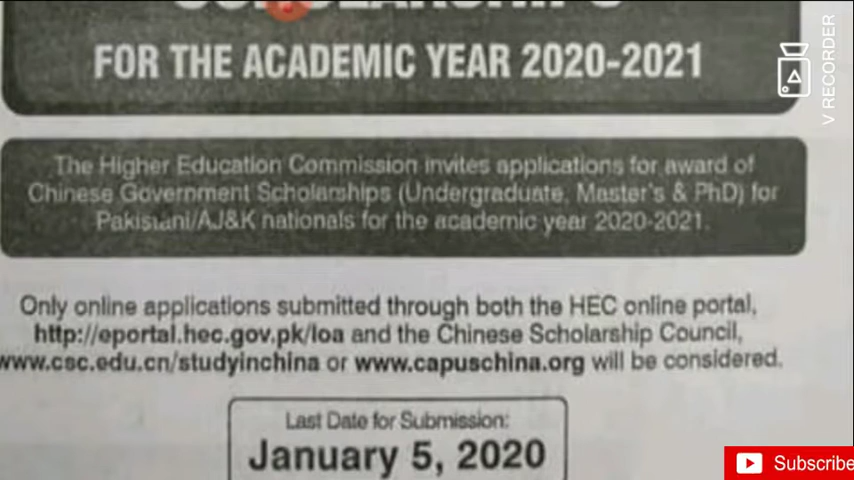 FOR THE ACADEMIC YEAR 2020-2021
The Higher Education Commission invites applications for award of
Chinese Government Scholarships (Undergraduate, Master's & PhD) for
Pakistani/AJ&K nationals for the academic year 2020-2021.
Only online applications submitted through both the HEC online portal,
http://eportal.hec.gov.pk/loa and the Chinese Scholarship Council,
www.csc.edu.cn/studyinchina or www.capuschina.org will be considered.
Last Date for Submission:
January 5, 2020
V RECORDER
Subscribe